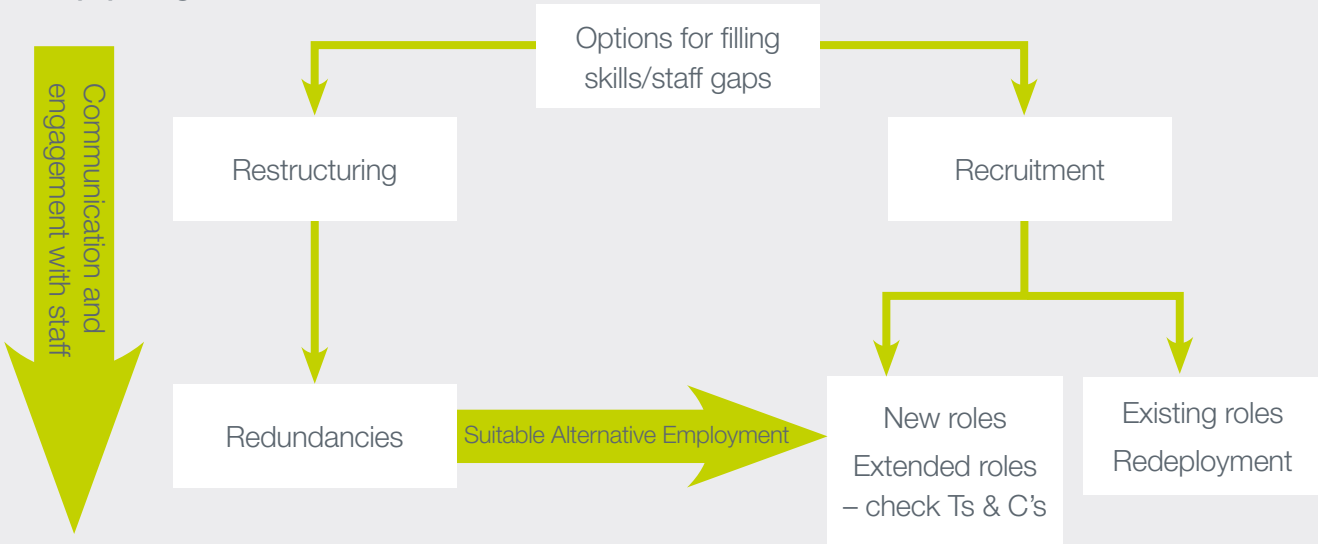 Options for filling
skills/staff gaps
Communication and
engagement with staff
Restructuring
Recruitment
Redundancies
Suitable Alternative Employment
New roles
Extended roles
– check Ts & C’s
Existing roles
Redeployment